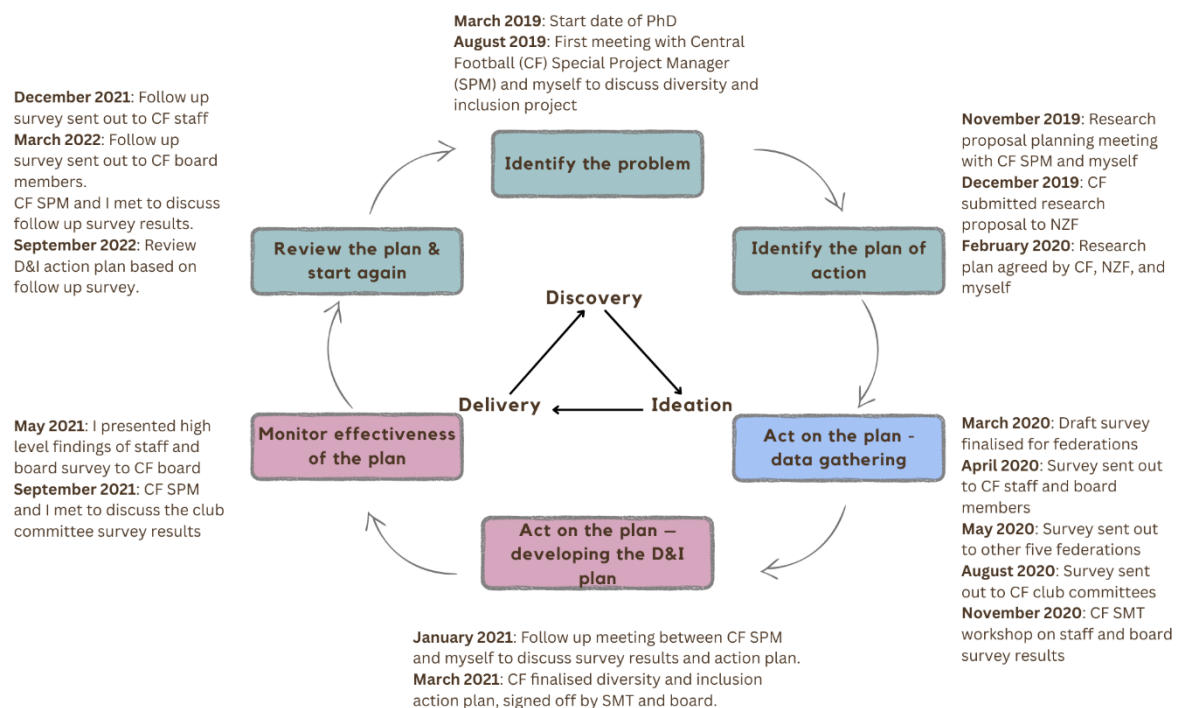 March 2019: Start date of PhD
August 2019: First meeting with Central
Football (CF) Special Project Manager
(SPM) and myself to discuss diversity and
inclusion project
Identify the problem
November 2019: Research
proposal planning meeting
with CF SPM and myself
December 2019: CF
submitted research
proposal to NZF
February 2020: Research
plan agreed by CF, NZF, and
myself
Identify the plan of
action
March 2020: Draft survey
finalised for federations
April 2020: Survey sent out
to CF staff and board
members
May 2020: Survey sent out
to other five federations
August 2020: Survey sent
out to CF club committees
November 2020: CF SMT
workshop on staff and board
survey results
Act on the plan -
data gathering
Act on the plan –
developing the D&I
plan
January 2021: Follow up meeting between CF SPM
and myself to discuss survey results and action plan.
March 2021: CF finalised diversity and inclusion
action plan, signed off by SMT and board.
Monitor effectiveness
of the plan
May 2021: I presented high
level findings of staff and
board survey to CF board
September 2021: CF SPM
and I met to discuss the club
committee survey results
Review the plan &
start again
December 2021: Follow up
survey sent out to CF staff
March 2022: Follow up
survey sent out to CF board
members.
CF SPM and I met to discuss
follow up survey results.
September 2022: Review
D&I action plan based on
follow up survey.
Discovery
Ideation
Delivery